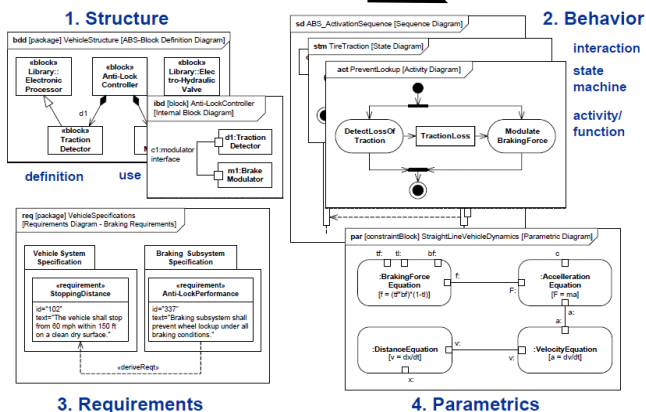 1. Structure
bdd [package] VehicleStructure [ABS-Block Definition Diagram]
«block»
Library::
Electronic
Processor
«block»
Anti-Lock
Controller
«block»
Library::Elec
tro-Hydraulic
Valve
d1
«block»
Traction
Detector
definition
use
ibd [block] Anti-LockController
[Internal Block Diagram]
c1:modulator
interface
d1:Traction
Detector
m1:Brake
Modulator
2. Behavior
sd ABS_ActivationSequence [Sequence Diagram]
stm TireTraction [State Diagram]
act PreventLockup [Activity Diagram]
DetectLossOf
Traction
TractionLoss
Modulate
BrakingForce
interaction
state
machine
activity/
function
req [package] VehicleSpecifications
[Requirements Diagram - Braking Requirements]
Vehicle System
Specification
«requirement»
StoppingDistance
id="102"
text="The vehicle shall stop
from 60 mph within 150 ft
on a clean dry surface."
Braking Subsystem
Specification
«requirement»
Anti-LockPerformance
id="337"
text="Braking subsystem shall
prevent wheel lockup under all
braking conditions."
«deriveReqt»
3. Requirements
par [constraintBlock] StraightLineVehicleDynamics [Parametric Diagram]
tf:
tl:
bf:
:BrakingForce
Equation
[f = (tf*bf)*(1-tl)]
f:
F:
c
:Accelleration
Equation
[F = ma]
a:
a:
:DistanceEquation
[v = dx/dt]
v:
v:
:VelocityEquation
[a = dv/dt]
x:
4. Parametrics